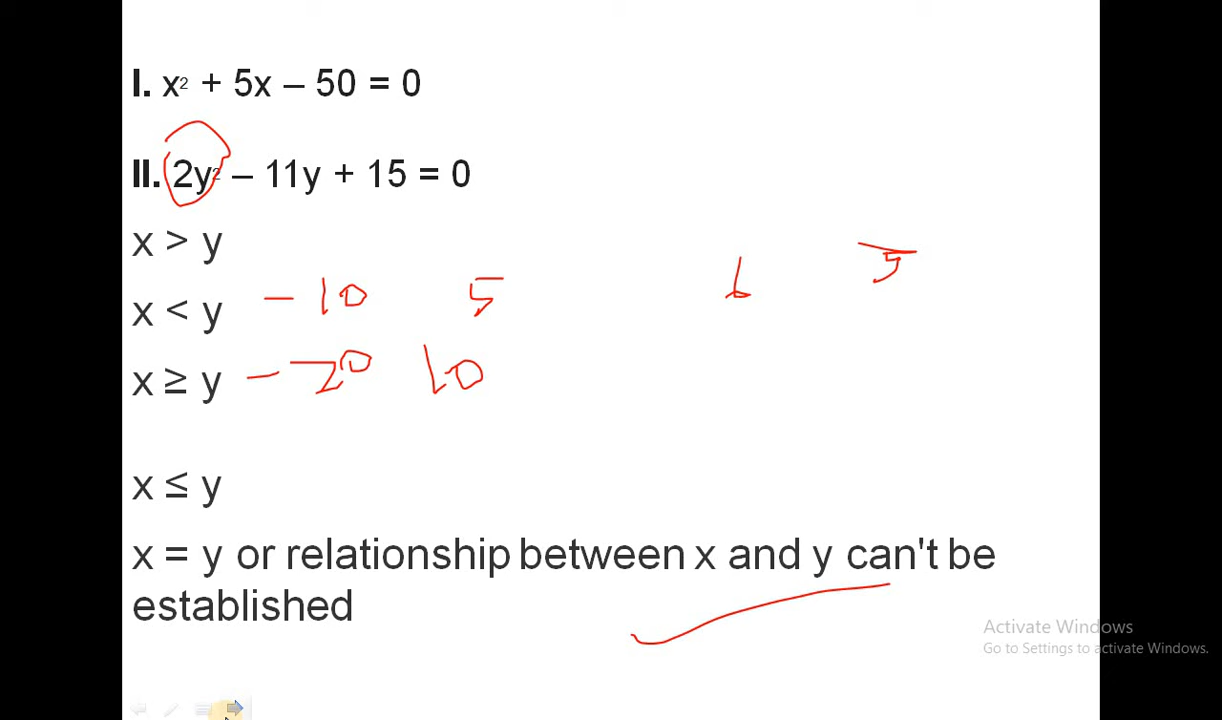 I. x² + 5x – 50 = 0
II. 2y² – 11y + 15 = 0
x > y
x < y
x ≥ y
x ≤ y
x = y or relationship between x and y can't be
established
– 10 5
– 20 10
6 5
Activate Windows
Go to Settings to activate Windows.